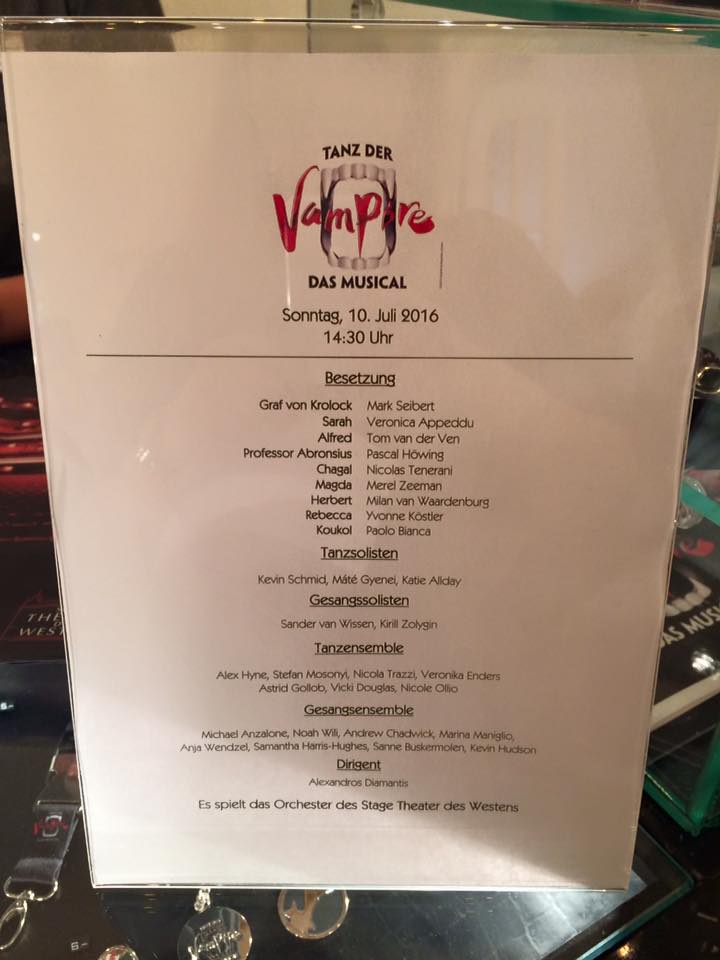 TANZ DER
Vampire
DAS MUSICAL
Sonntag, 10. Juli 2016
14:30 Uhr
Besetzung
Graf von Krolock Mark Seibert
Sarah Veronica Appeddu
Alfred Tom van der Ven
Professor Abronsius Pascal Höwing
Chagal Nicolas Tenerani
Magda Merel Zeeman
Herbert Milan van Waardenburg
Rebecca Yvonne Köstler
Koukol Paolo Bianca
Tanzsolisten
Kevin Schmid, Máté Gyenei, Katie Allday
Gesangssolisten
Sander van Wissen, Kirill Zolygin
Tanzensemble
Alex Hyne, Stefan Mosonyi, Nicola Trazzi, Veronika Enders
Astrid Gollob, Vicki Douglas, Nicole Ollio
Gesangsensemble
Michael Anzalone, Noah Wili, Andrew Chadwick, Marina Maniglio,
Anja Wendzel, Samantha Harris-Hughes, Sanne Buskermolen, Kevin Hudson
Dirigent
Alexandros Diamantis
Es spielt das Orchester des Stage Theater des Westens
THE
WEST
DAS MUS
6.-
Vampire